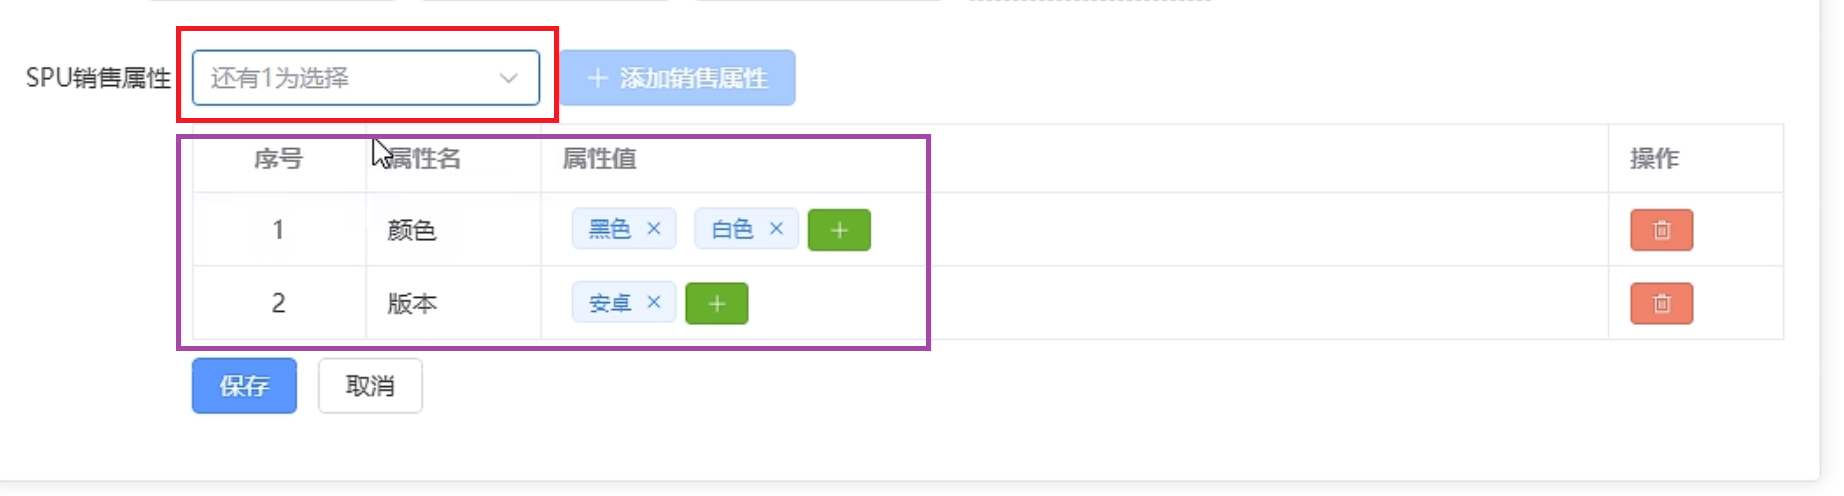 SPU销售属性 还有1为选择 + 添加销售属性
序号 属性名 属性值 操作
1 颜色 黑色 × 白色 × +
2 版本 安卓 × +
保存 取消